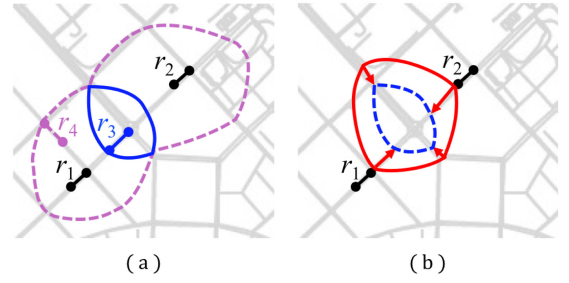 r₂
r₃
r₄
r₁
r₂
r₁
( a )
( b )